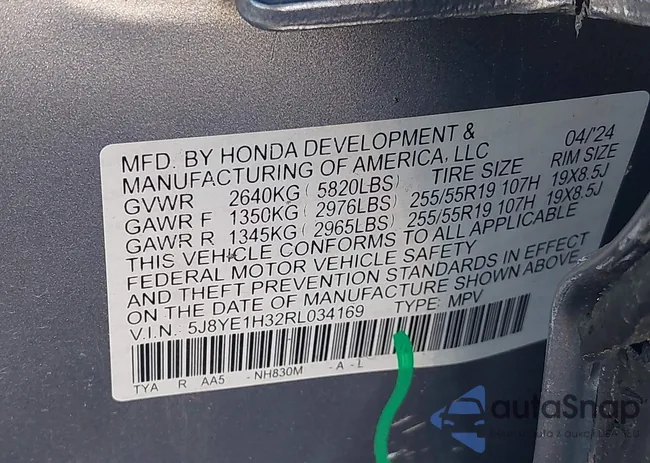 MFD. BY HONDA DEVELOPMENT & 04/'24
MANUFACTURING OF AMERICA, LLC
TIRE SIZE RIM SIZE
GVWR 2640KG ( 5820LBS)
GAWR F 1350KG ( 2976LBS) 255/55R19 107H 19X8.5J
GAWR R 1345KG ( 2965LBS) 255/55R19 107H 19X8.5J
THIS VEHICLE CONFORMS TO ALL APPLICABLE
FEDERAL MOTOR VEHICLE SAFETY
AND THEFT PREVENTION STANDARDS IN EFFECT
ON THE DATE OF MANUFACTURE SHOWN ABOVE.
V.I.N.: 5J8YE1H32RL034169 TYPE: MPV
TYA R AA5 -NH830M -A-L
autaSnap